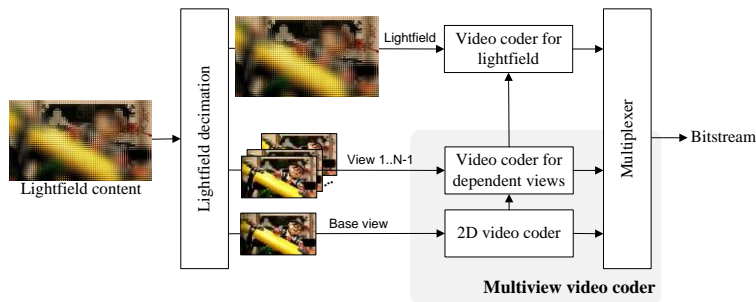 Lightfield content
Lightfield decimation
Lightfield
View 1..N-1
...
Base view
Video coder for
lightfield
Video coder for
dependent views
2D video coder
Multiview video coder
Multiplexer
Bitstream